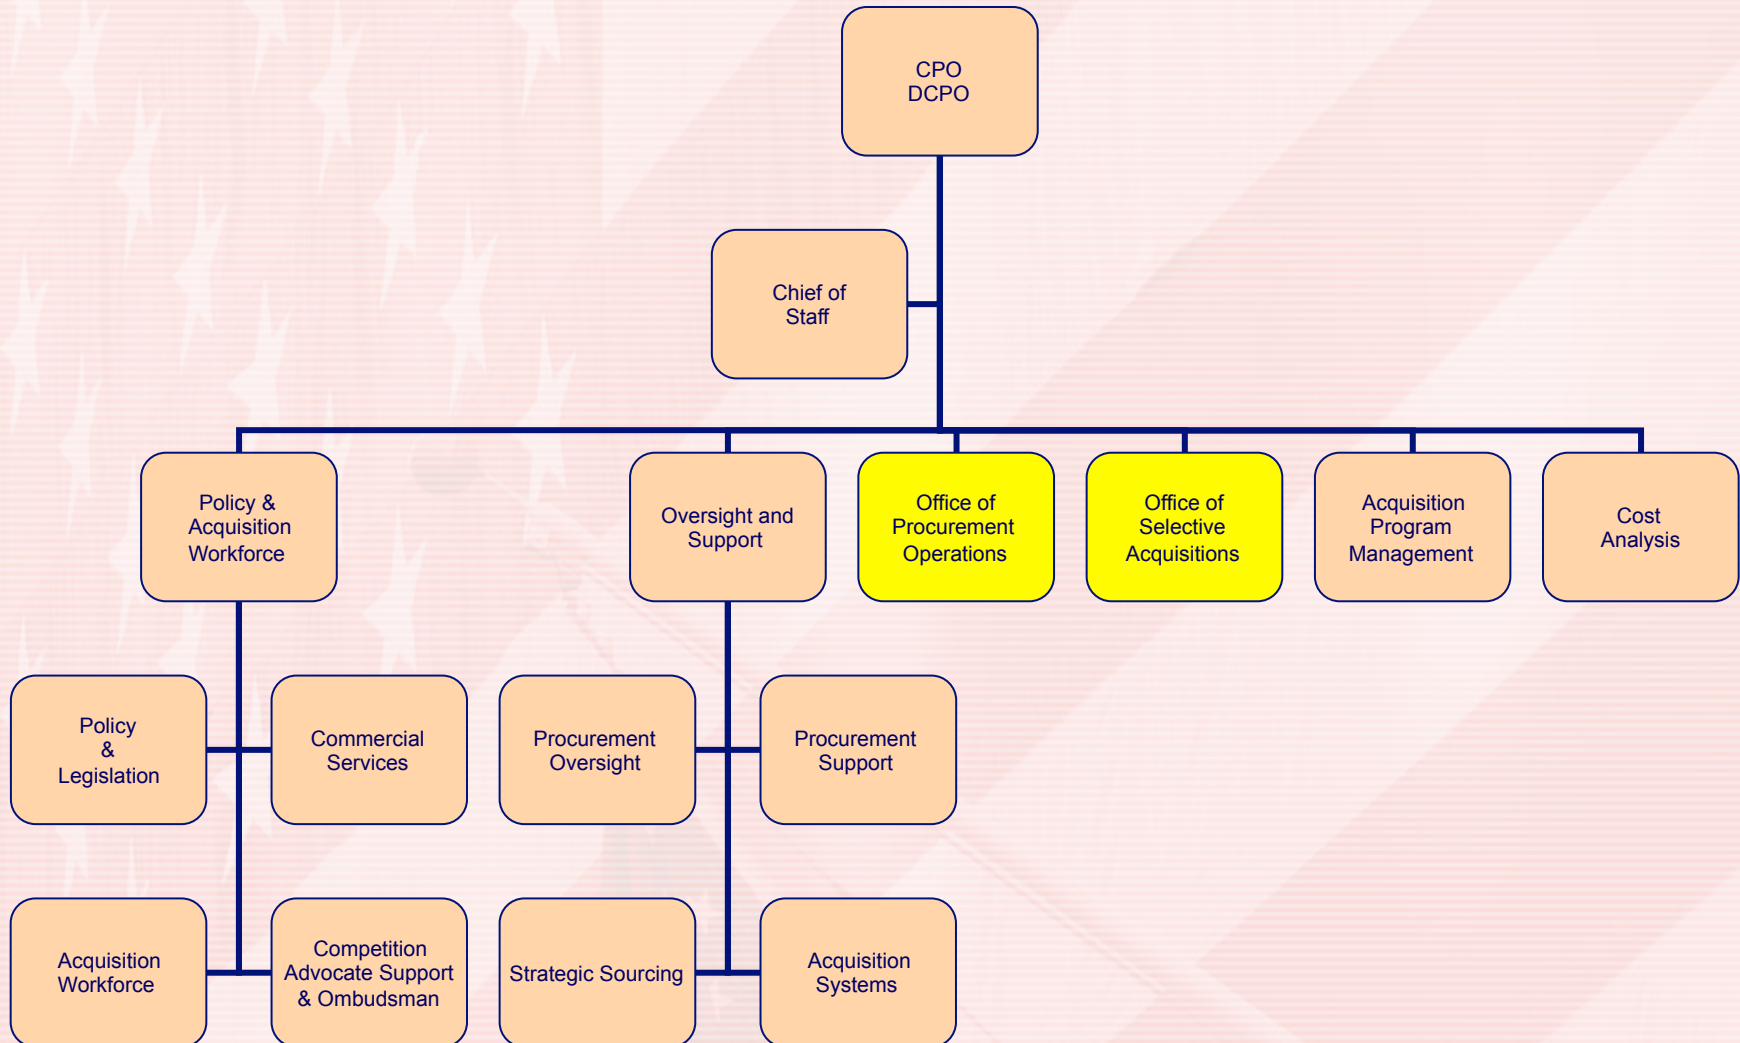 CPO
DCPO
Chief of
Staff
Policy &
Acquisition
Workforce
Oversight and
Support
Office of
Procurement
Operations
Office of
Selective
Acquisitions
Acquisition
Program
Management
Cost
Analysis
Policy
&
Legislation
Commercial
Services
Procurement
Oversight
Procurement
Support
Acquisition
Workforce
Competition
Advocate Support
& Ombudsman
Strategic Sourcing
Acquisition
Systems